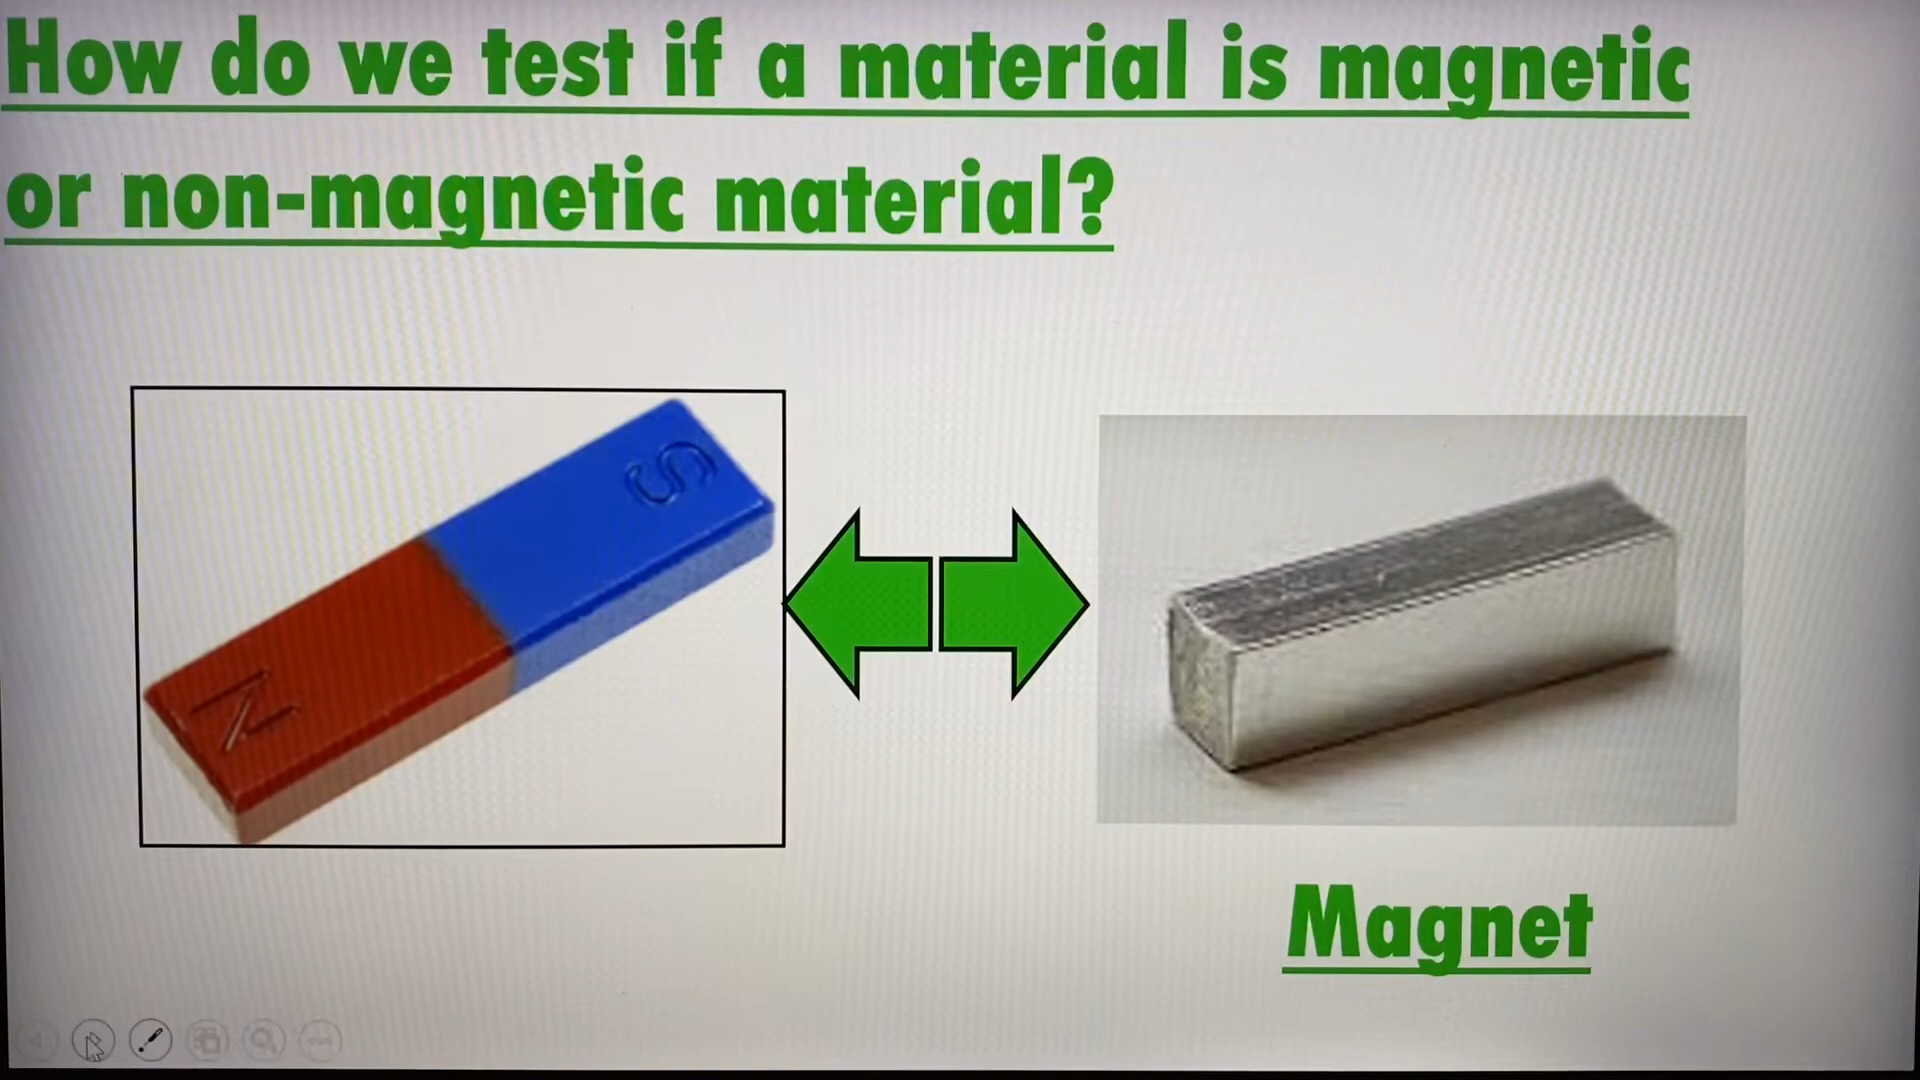 How do we test if a material is magnetic
or non-magnetic material?
S
N
Magnet